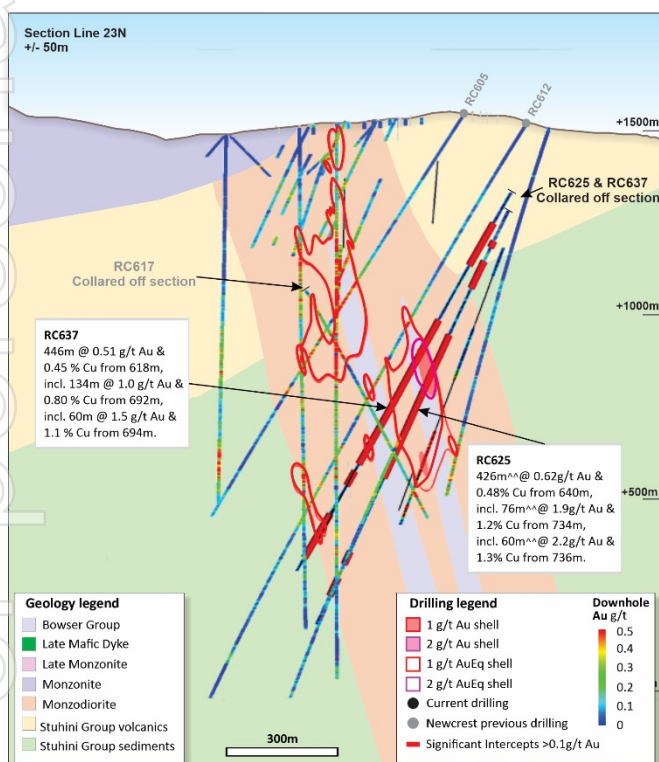 Section Line 23N
+/- 50m
RC605
RC612
+1500m
RC625 & RC637
Collared off section
RC617
Collared off section
+1000m
RC637
446m @ 0.51 g/t Au &
0.45 % Cu from 618m,
incl. 134m @ 1.0 g/t Au &
0.80 % Cu from 692m,
incl. 60m @ 1.5 g/t Au &
1.1 % Cu from 694m.
RC625
426m^^@ 0.62g/t Au &
0.48% Cu from 640m,
incl. 76m^^@ 1.9g/t Au &
1.2% Cu from 734m,
incl. 60m^^@ 2.2g/t Au &
1.3% Cu from 736m.
+500m
Geology legend
Bowser Group
Late Mafic Dyke
Late Monzonite
Monzonite
Monzodiorite
Stuhini Group volcanics
Stuhini Group sediments
300m
Drilling legend
1 g/t Au shell
2 g/t Au shell
1 g/t AuEq shell
2 g/t AuEq shell
Current drilling
Newcrest previous drilling
Significant Intercepts >0.1g/t Au
Downhole
Au g/t
0.5
0.4
0.3
0.2
0.1
0